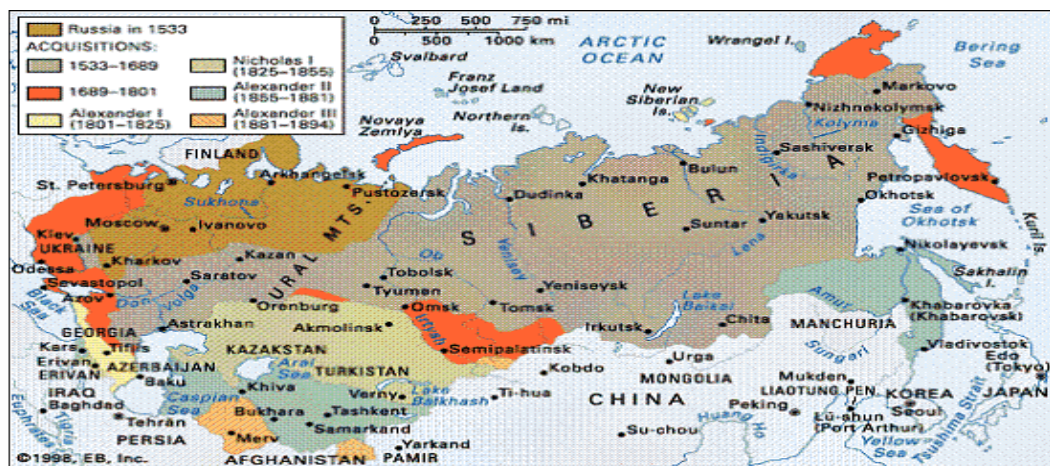 Russia in 1533
ACQUISITIONS:
1533–1689
1689–1801
Alexander I
(1801–1825)
Nicholas I
(1825–1855)
Alexander II
(1855–1881)
Alexander III
(1881–1894)
0 250 500 750 mi
0 500 1000 km
ARCTIC
OCEAN
Wrangel I.
Bering
Sea
Svalbard
Franz
Josef Land
Northern
Is.
New
Siberian
Is.
Novaya
Zemlya
Markovo
Nizhnekolymsk
Kolyma
Gizhiga
FINLAND
Indigirka
Sashiversk
St. Petersburg
Arkhangelsk
Pustozersk
Bulun
Khatanga
Dudinka
Petropavlovsk
Okhotsk
Sukhona
Moscow
Ivanovo
URAL MTS.
SIBERIA
Suntar
Yakutsk
Sea of
Okhotsk
Kuril Is.
Kiev
UKRAINE
Kazan
Ob
Yenisey
Lena
Nikolayevsk
Odessa
Kharkov
Saratov
Tobolsk
Sakhalin
I.
Sevastopol
Tyumen
Yeniseysk
Black
Sea
Azov
Don
Volga
Orenburg
Omsk
Tomsk
Lake
Baikal
Amur
Khabarovka
(Khabarovsk)
Astrakhan
Akmolinsk
Irtysh
Irkutsk
Chita
GEORGIA
MANCHURIA
Kars
Tiflis
KAZAKSTAN
Semipalatinsk
Vladivostok
Erivan
ERIVAN
AZERBAIJAN
Aral
Sea
TURKISTAN
Kobdo
Urga
MONGOLIA
Sungari
Edo
(Tokyo)
IRAQ
Baku
Khiva
Verny
Lake
Balkhash
Ti-hua
Mukden
LIAOTUNG PEN.
KOREA
JAPAN
Baghdad
Caspian
Sea
Bukhara
Tashkent
CHINA
Peking
Seoul
Euphrates
Tigris
Tehrān
Samarkand
Lü-shun
(Port Arthur)
Tsushima Strait
PERSIA
Merv
Yarkand
Su-chou
Huang Ho
Yellow
Sea
©1998, EB, Inc.
AFGHANISTAN
PAMIR